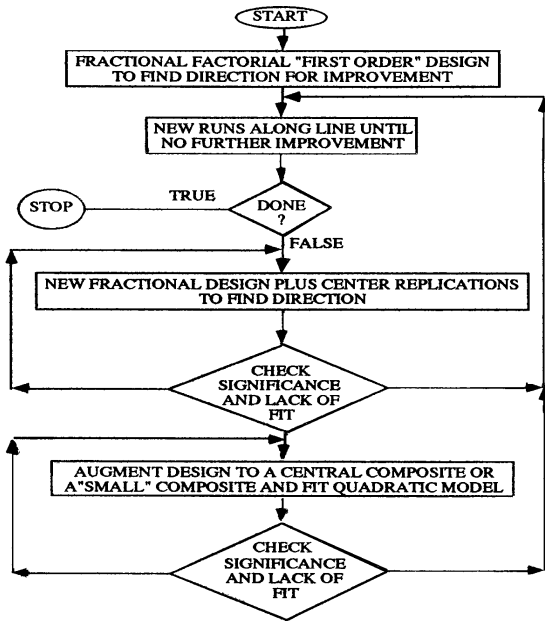 START
FRACTIONAL FACTORIAL "FIRST ORDER" DESIGN
TO FIND DIRECTION FOR IMPROVEMENT
NEW RUNS ALONG LINE UNTIL
NO FURTHER IMPROVEMENT
TRUE
STOP
DONE
?
FALSE
NEW FRACTIONAL DESIGN PLUS CENTER REPLICATIONS
TO FIND DIRECTION
CHECK
SIGNIFICANCE
AND LACK OF
FIT
AUGMENT DESIGN TO A CENTRAL COMPOSITE OR
A"SMALL" COMPOSITE AND FIT QUADRATIC MODEL
CHECK
SIGNIFICANCE
AND LACK OF
FIT